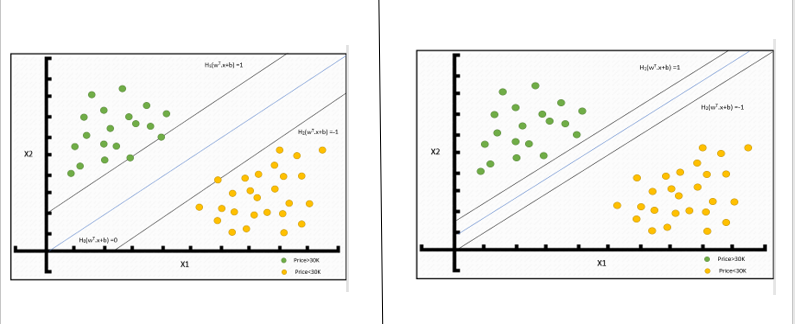 H₁(wᵀ.x+b) =1
H₂(wᵀ.x+b) =-1
X2
H₀(wᵀ.x+b) =0
X1
Price>30K
Price<30K
H₁(wᵀ.x+b) =1
H₂(wᵀ.x+b) =-1
X2
X1
Price>30K
Price<30K